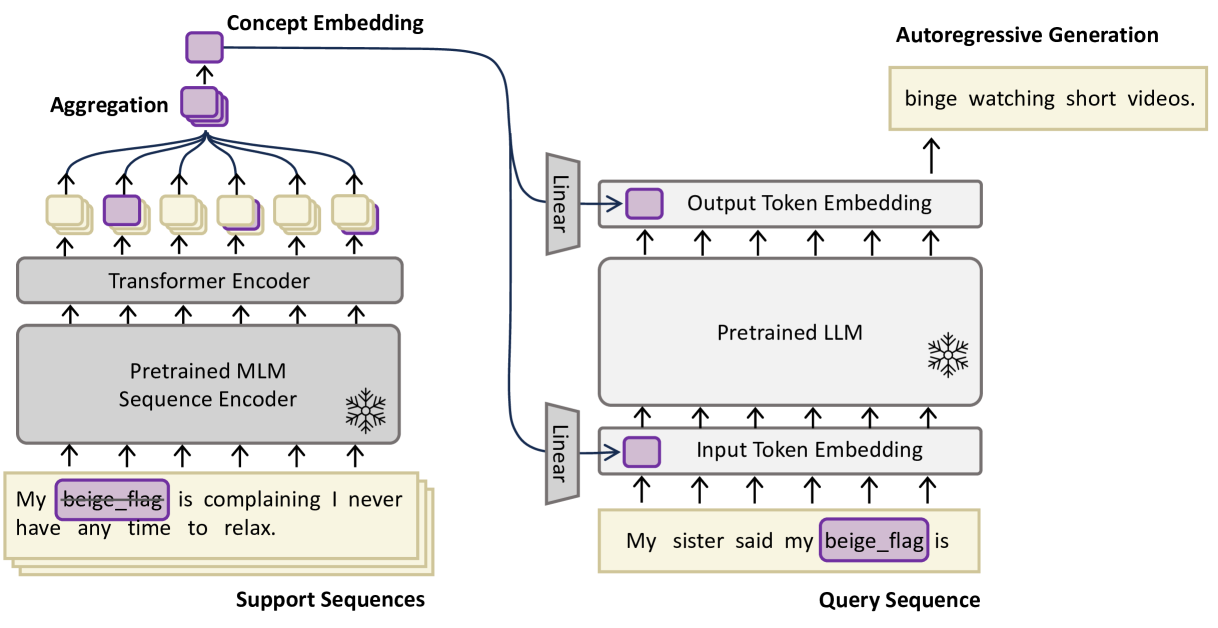 Concept Embedding
Aggregation
Transformer Encoder
Pretrained MLM
Sequence Encoder
My beige_flag is complaining I never
have any time to relax.
Support Sequences
Autoregressive Generation
binge watching short videos.
Linear
Output Token Embedding
Pretrained LLM
Linear
Input Token Embedding
My sister said my beige_flag is
Query Sequence